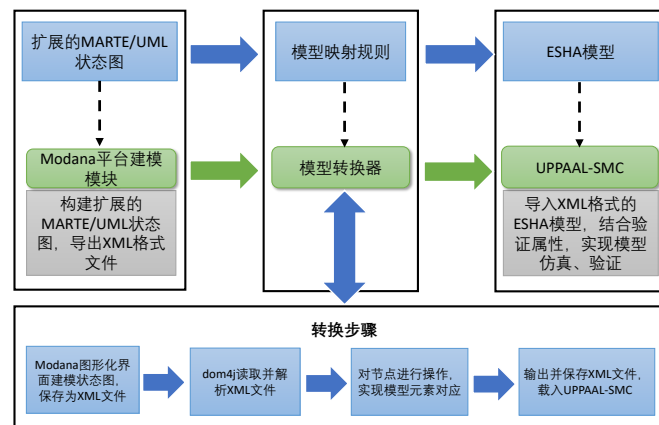 扩展的MARTE/UML
状态图
模型映射规则
ESHA模型
Modana平台建模
模块
模型转换器
UPPAAL-SMC
构建扩展的
MARTE/UML状态
图，导出XML格式
文件
导入XML格式的
ESHA模型，结合验
证属性，实现模型
仿真、验证
转换步骤
Modana图形化界
面建模状态图，
保存为XML文件
dom4j读取并解
析XML文件
对节点进行操作，
实现模型元素对应
输出并保存XML文件，
载入UPPAAL-SMC